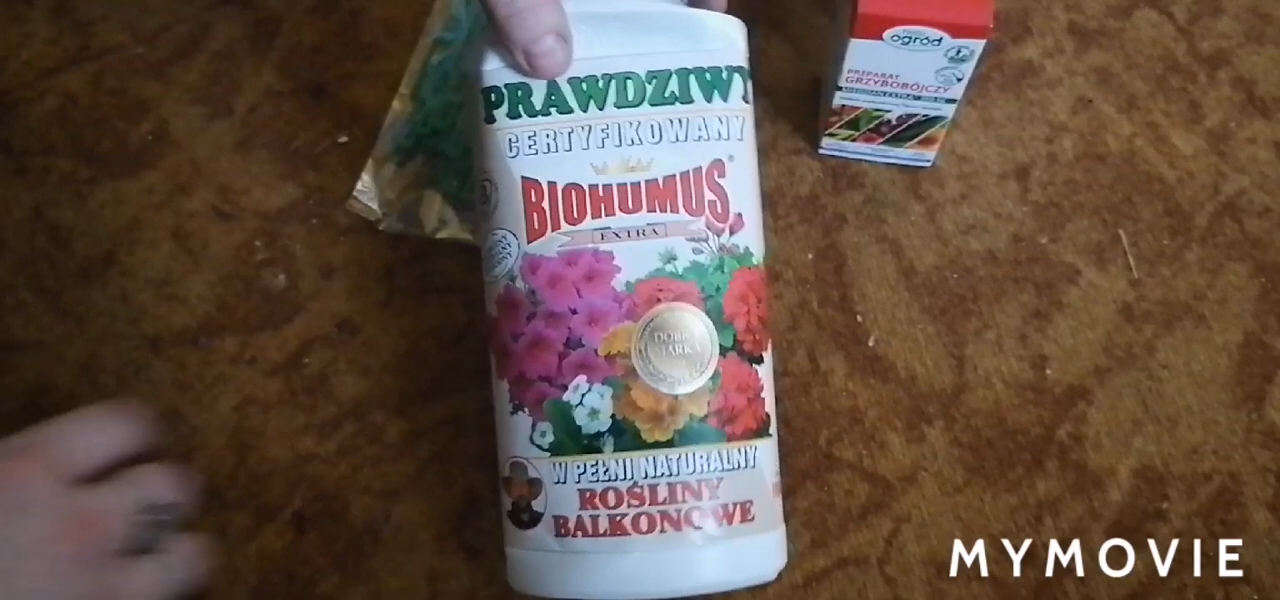 PRAWDZIWY
CERTYFIKOWANY
BIOHUMUS®
EXTRA
DOBRA
MARKA
W PEŁNI NATURALNY
ROŚLINY
BALKONOWE
ogród
PREPARAT
GRZYBOBÓJCZY
MYMOVIE